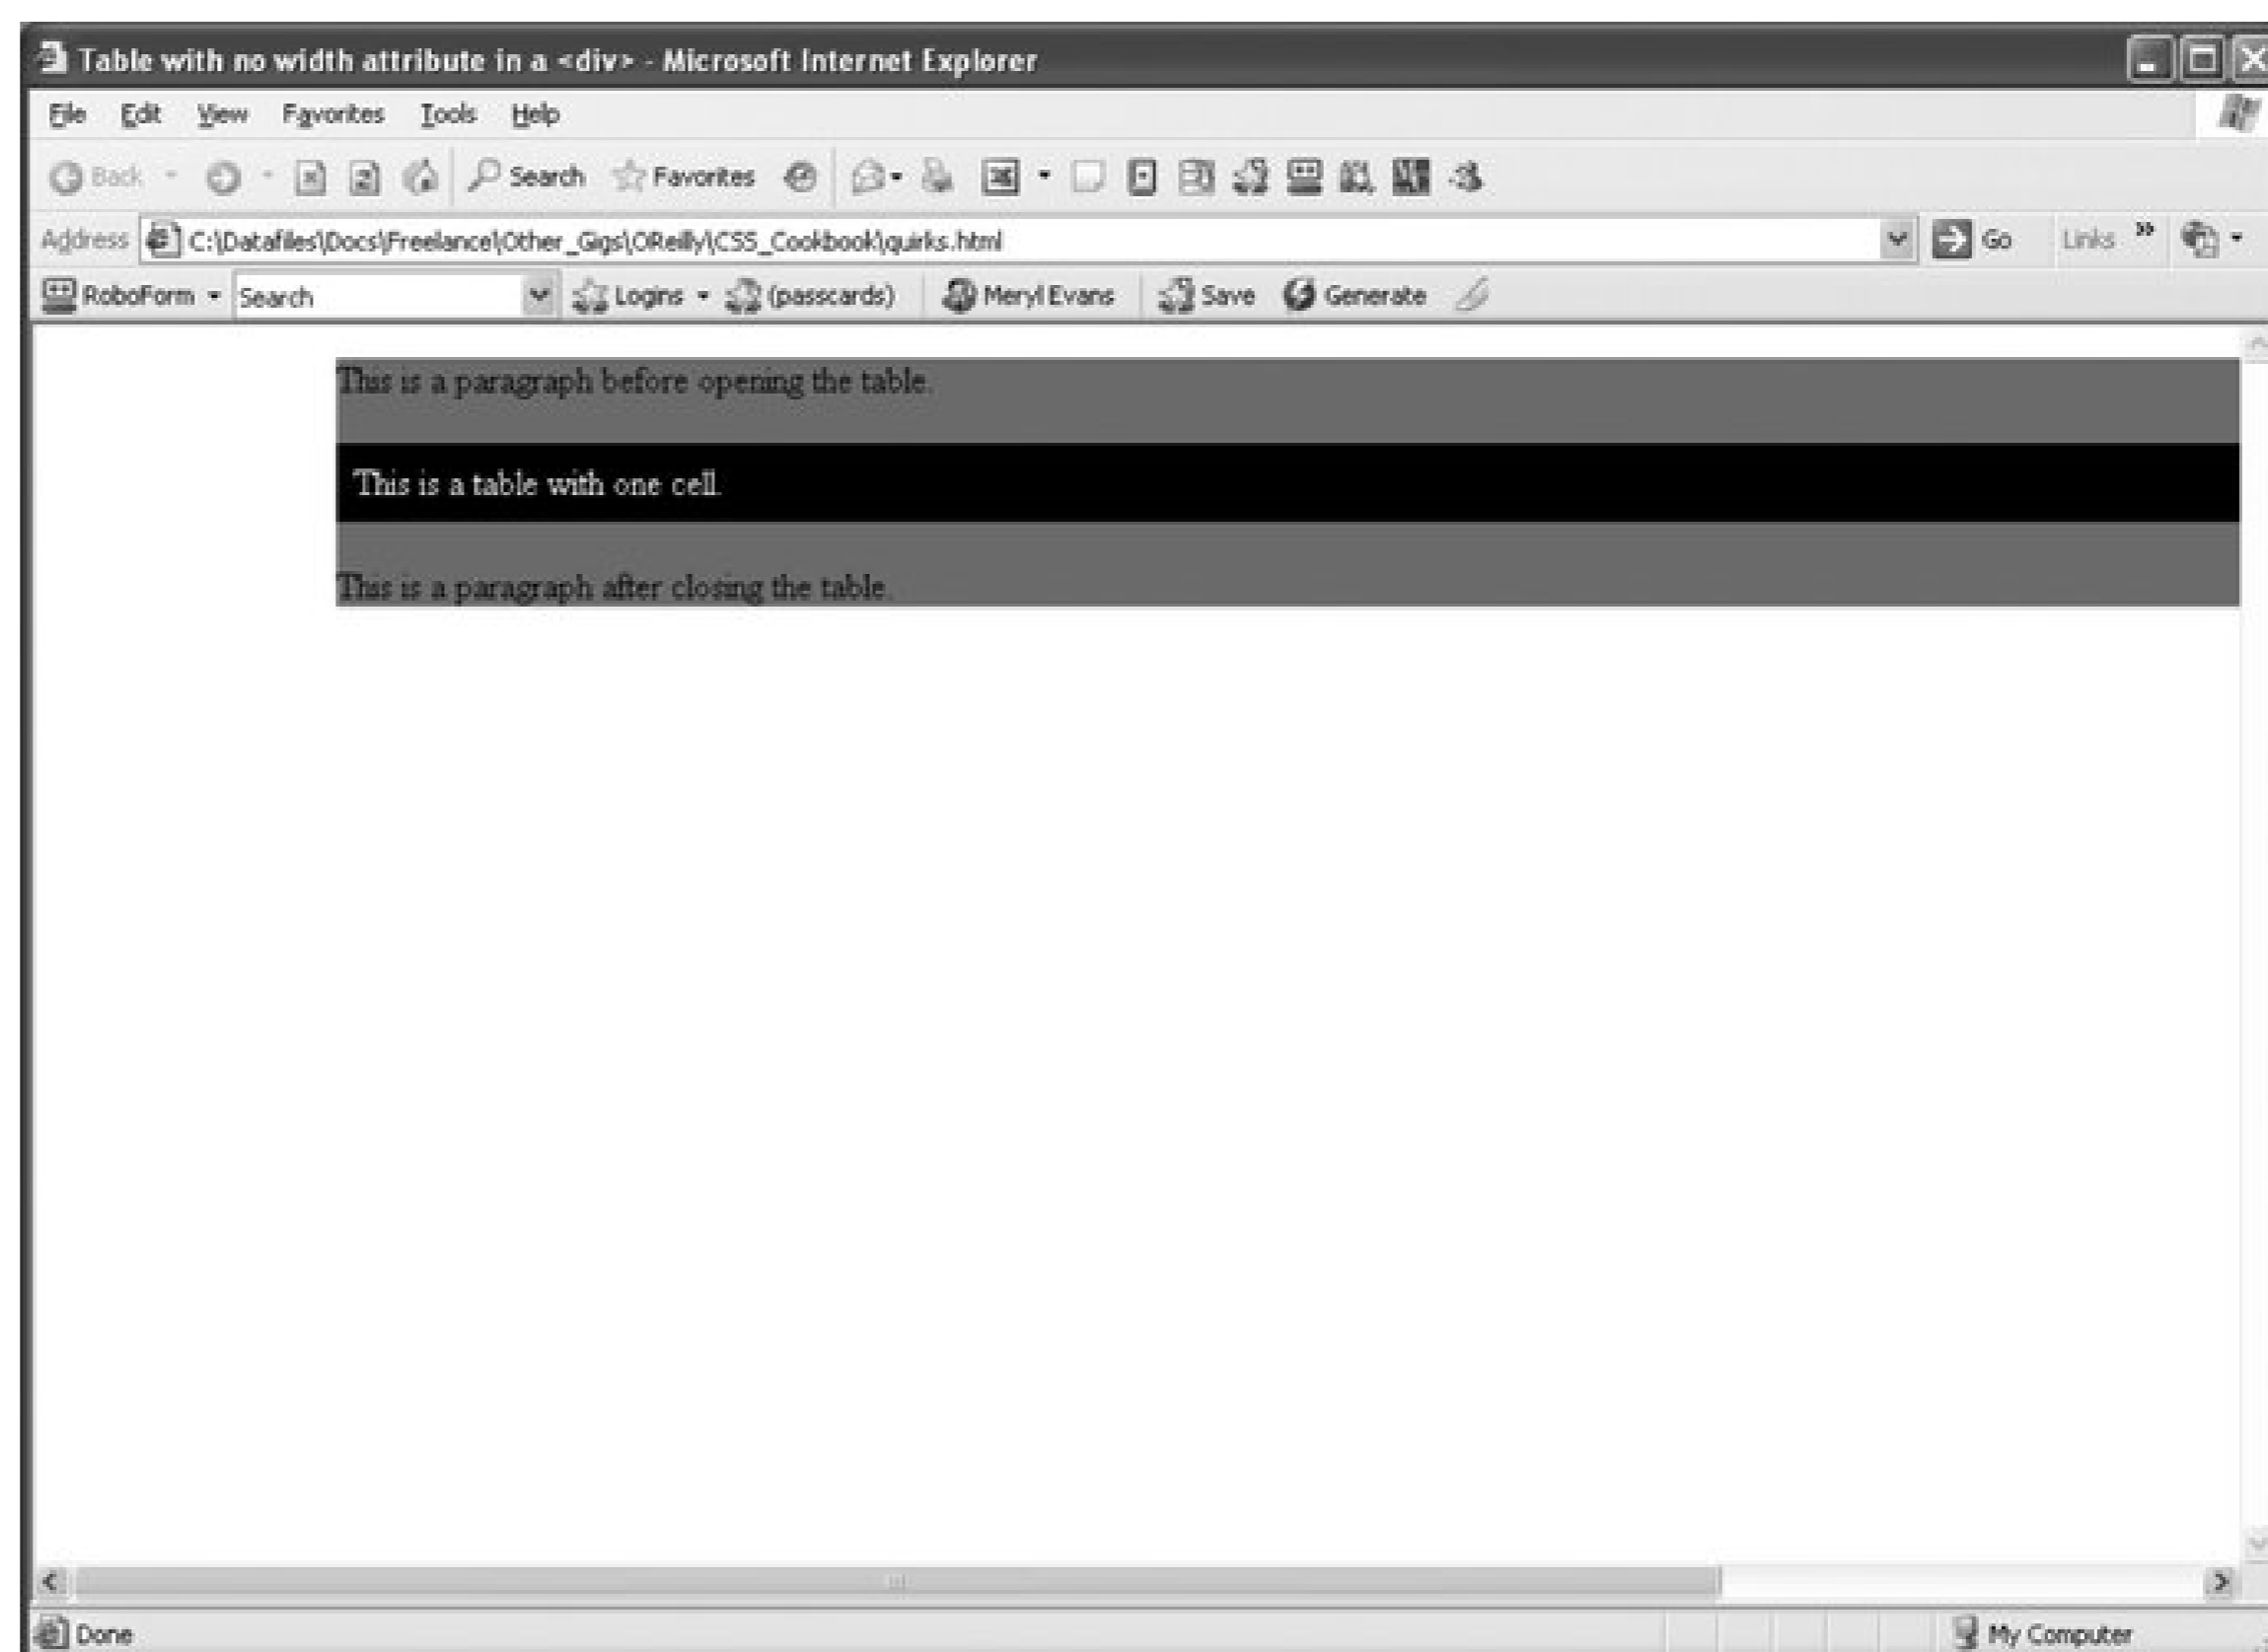 Table with no width attribute in a <div> - Microsoft Internet Explorer
File Edit View Favorites Tools Help
Back Search Favorites
Address C:\Datafiles\Docs\Freelance\Other_Gigs\OReilly\CSS_Cookbook\quirks.html Go Links »
RoboForm Search Logins (passcards) Meryl Evans Save Generate
This is a paragraph before opening the table.
This is a table with one cell.
This is a paragraph after closing the table.
Done My Computer